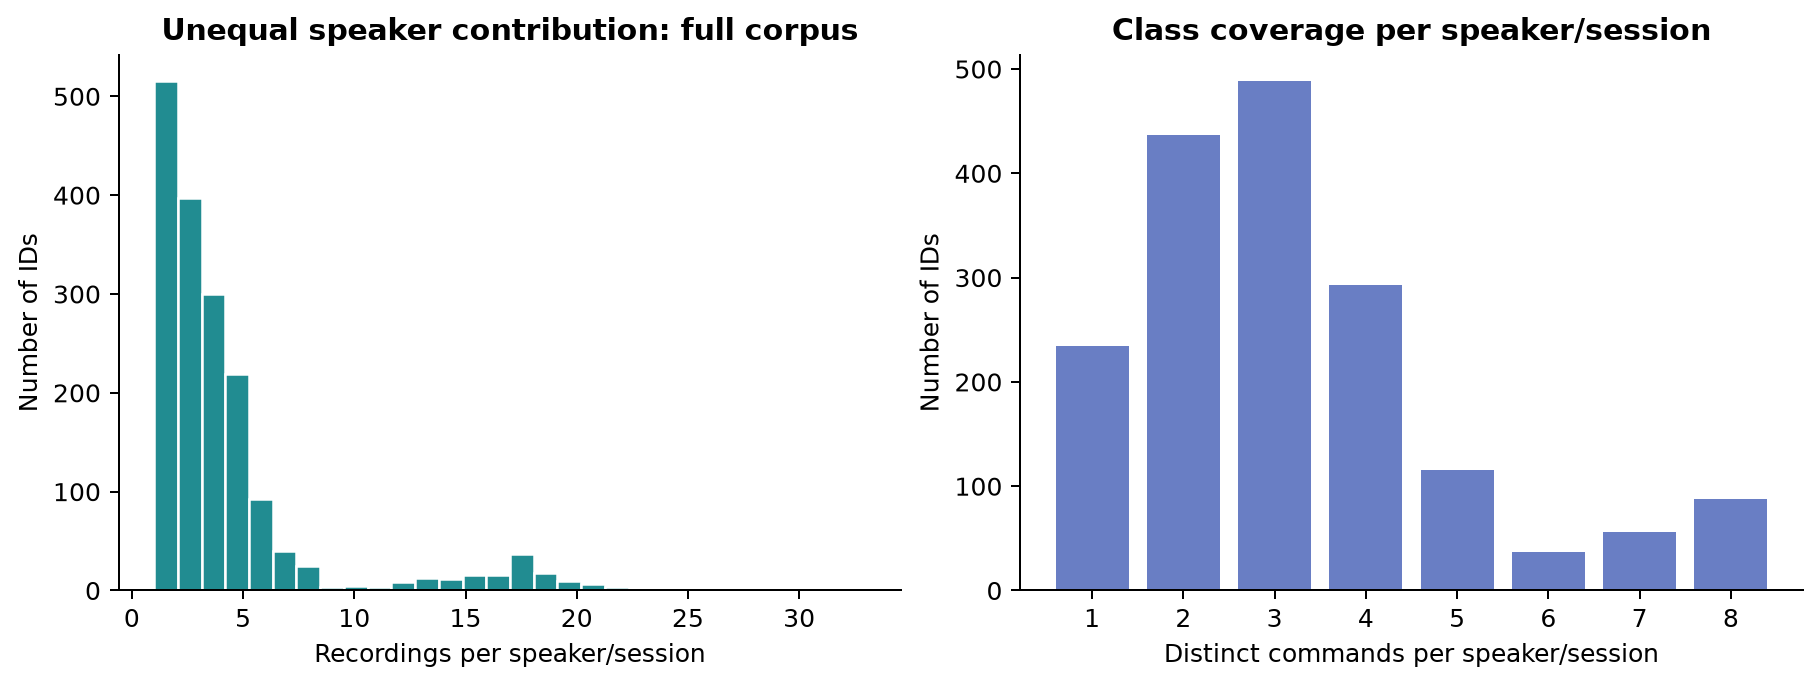 Unequal speaker contribution: full corpus
Number of IDs
500
400
300
200
100
0
0 5 10 15 20 25 30
Recordings per speaker/session
Class coverage per speaker/session
Number of IDs
500
400
300
200
100
0
1 2 3 4 5 6 7 8
Distinct commands per speaker/session